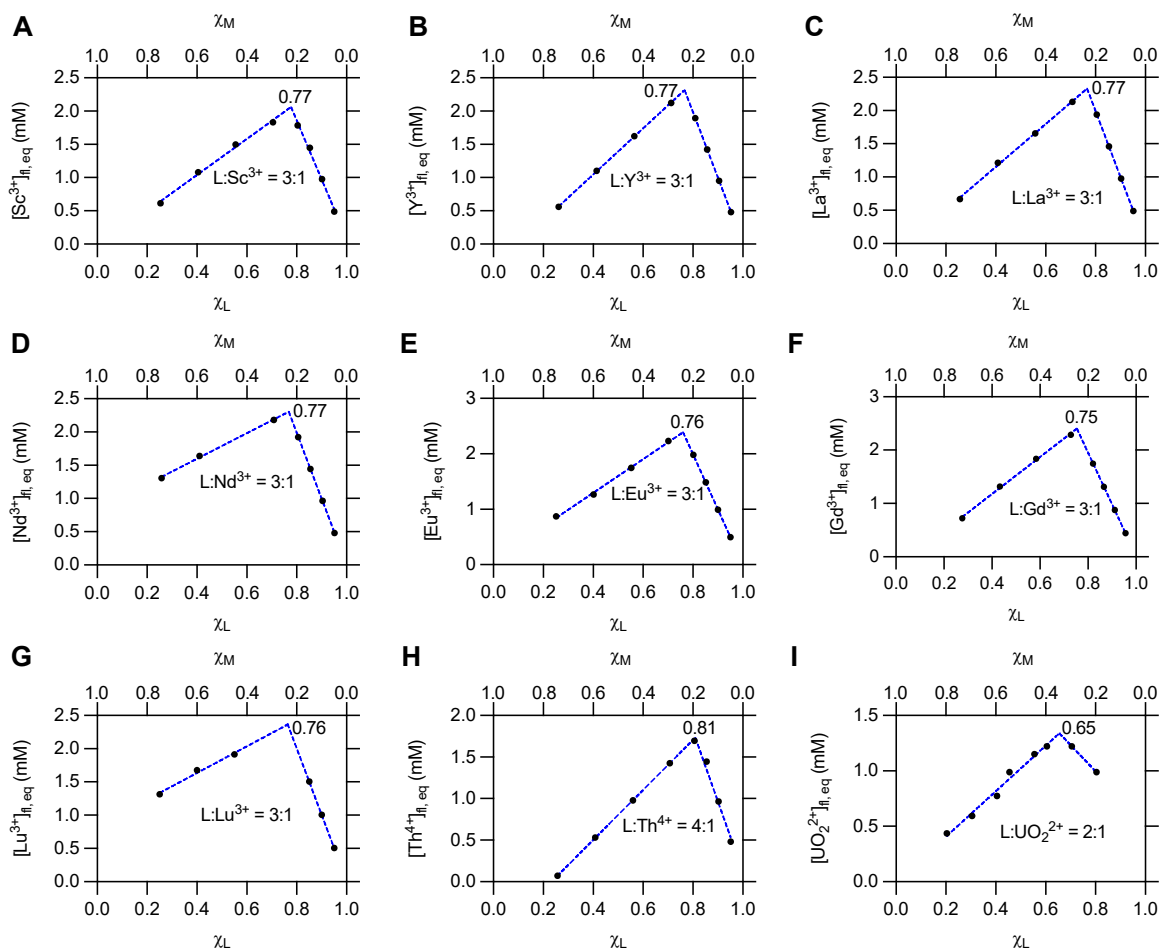 A
χM
1.0 0.8 0.6 0.4 0.2 0.0
[Sc3+]fl, eq (mM)
2.5
2.0
1.5
1.0
0.5
0.0
0.77
L:Sc3+ = 3:1
0.0 0.2 0.4 0.6 0.8 1.0
χL
B
χM
1.0 0.8 0.6 0.4 0.2 0.0
[Y3+]fl, eq (mM)
2.5
2.0
1.5
1.0
0.5
0.0
0.77
L:Y3+ = 3:1
0.0 0.2 0.4 0.6 0.8 1.0
χL
C
χM
1.0 0.8 0.6 0.4 0.2 0.0
[La3+]fl, eq (mM)
2.5
2.0
1.5
1.0
0.5
0.0
0.77
L:La3+ = 3:1
0.0 0.2 0.4 0.6 0.8 1.0
χL
D
χM
1.0 0.8 0.6 0.4 0.2 0.0
[Nd3+]fl, eq (mM)
2.5
2.0
1.5
1.0
0.5
0.0
0.77
L:Nd3+ = 3:1
0.0 0.2 0.4 0.6 0.8 1.0
χL
E
χM
1.0 0.8 0.6 0.4 0.2 0.0
[Eu3+]fl, eq (mM)
3
2
1
0
0.76
L:Eu3+ = 3:1
0.0 0.2 0.4 0.6 0.8 1.0
χL
F
χM
1.0 0.8 0.6 0.4 0.2 0.0
[Gd3+]fl, eq (mM)
3
2
1
0
0.75
L:Gd3+ = 3:1
0.0 0.2 0.4 0.6 0.8 1.0
χL
G
χM
1.0 0.8 0.6 0.4 0.2 0.0
[Lu3+]fl, eq (mM)
2.5
2.0
1.5
1.0
0.5
0.0
0.76
L:Lu3+ = 3:1
0.0 0.2 0.4 0.6 0.8 1.0
χL
H
χM
1.0 0.8 0.6 0.4 0.2 0.0
[Th4+]fl, eq (mM)
2.0
1.5
1.0
0.5
0.0
0.81
L:Th4+ = 4:1
0.0 0.2 0.4 0.6 0.8 1.0
χL
I
χM
1.0 0.8 0.6 0.4 0.2 0.0
[UO22+]fl, eq (mM)
1.5
1.0
0.5
0.0
0.65
L:UO22+ = 2:1
0.0 0.2 0.4 0.6 0.8 1.0
χL